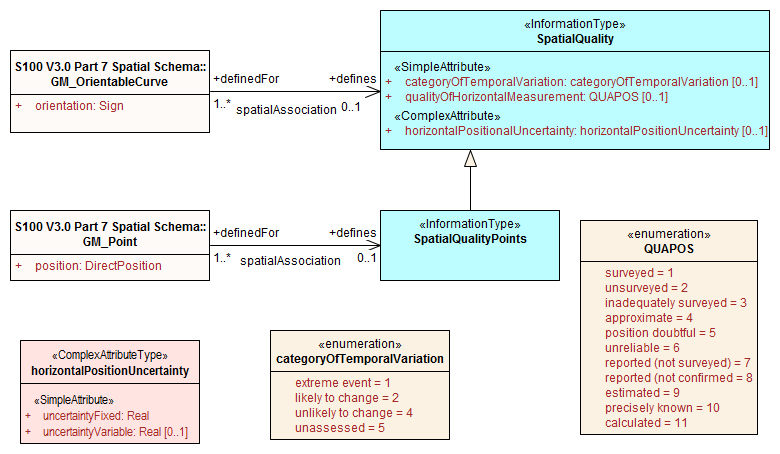 «InformationType»
SpatialQuality
«SimpleAttribute»
+ categoryOfTemporalVariation: categoryOfTemporalVariation [0..1]
+ qualityOfHorizontalMeasurement: QUAPOS [0..1]
«ComplexAttribute»
+ horizontalPositionalUncertainty: horizontalPositionUncertainty [0..1]
S100 V3.0 Part 7 Spatial Schema::
GM_OrientableCurve
+ orientation: Sign
+definedFor +defines
1..* spatialAssociation 0..1
S100 V3.0 Part 7 Spatial Schema::
GM_Point
+ position: DirectPosition
+definedFor +defines
1..* spatialAssociation 0..1
«InformationType»
SpatialQualityPoints
«enumeration»
QUAPOS
surveyed = 1
unsurveyed = 2
inadequately surveyed = 3
approximate = 4
position doubtful = 5
unreliable = 6
reported (not surveyed) = 7
reported (not confirmed = 8
estimated = 9
precisely known = 10
calculated = 11
«ComplexAttributeType»
horizontalPositionUncertainty
«SimpleAttribute»
+ uncertaintyFixed: Real
+ uncertaintyVariable: Real [0..1]
«enumeration»
categoryOfTemporalVariation
extreme event = 1
likely to change = 2
unlikely to change = 4
unassessed = 5